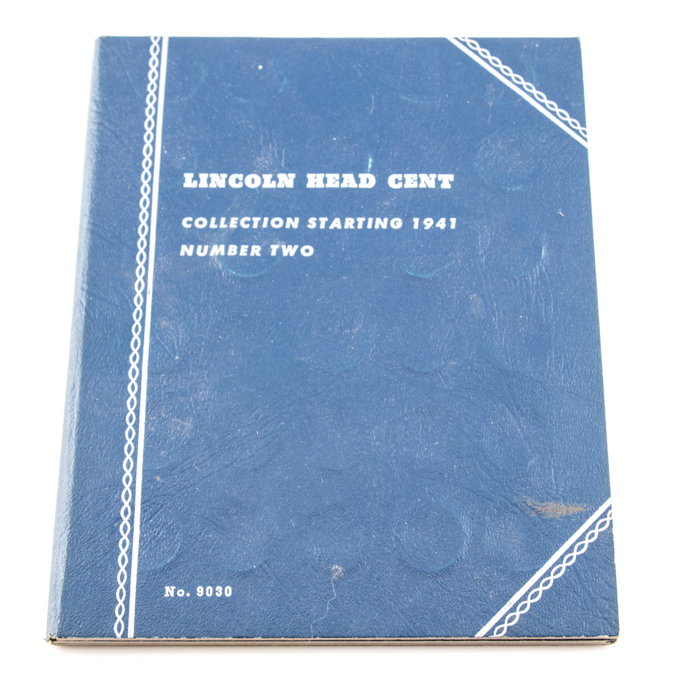 LINCOLN HEAD CENT
COLLECTION STARTING 1941
NUMBER TWO
No. 9030